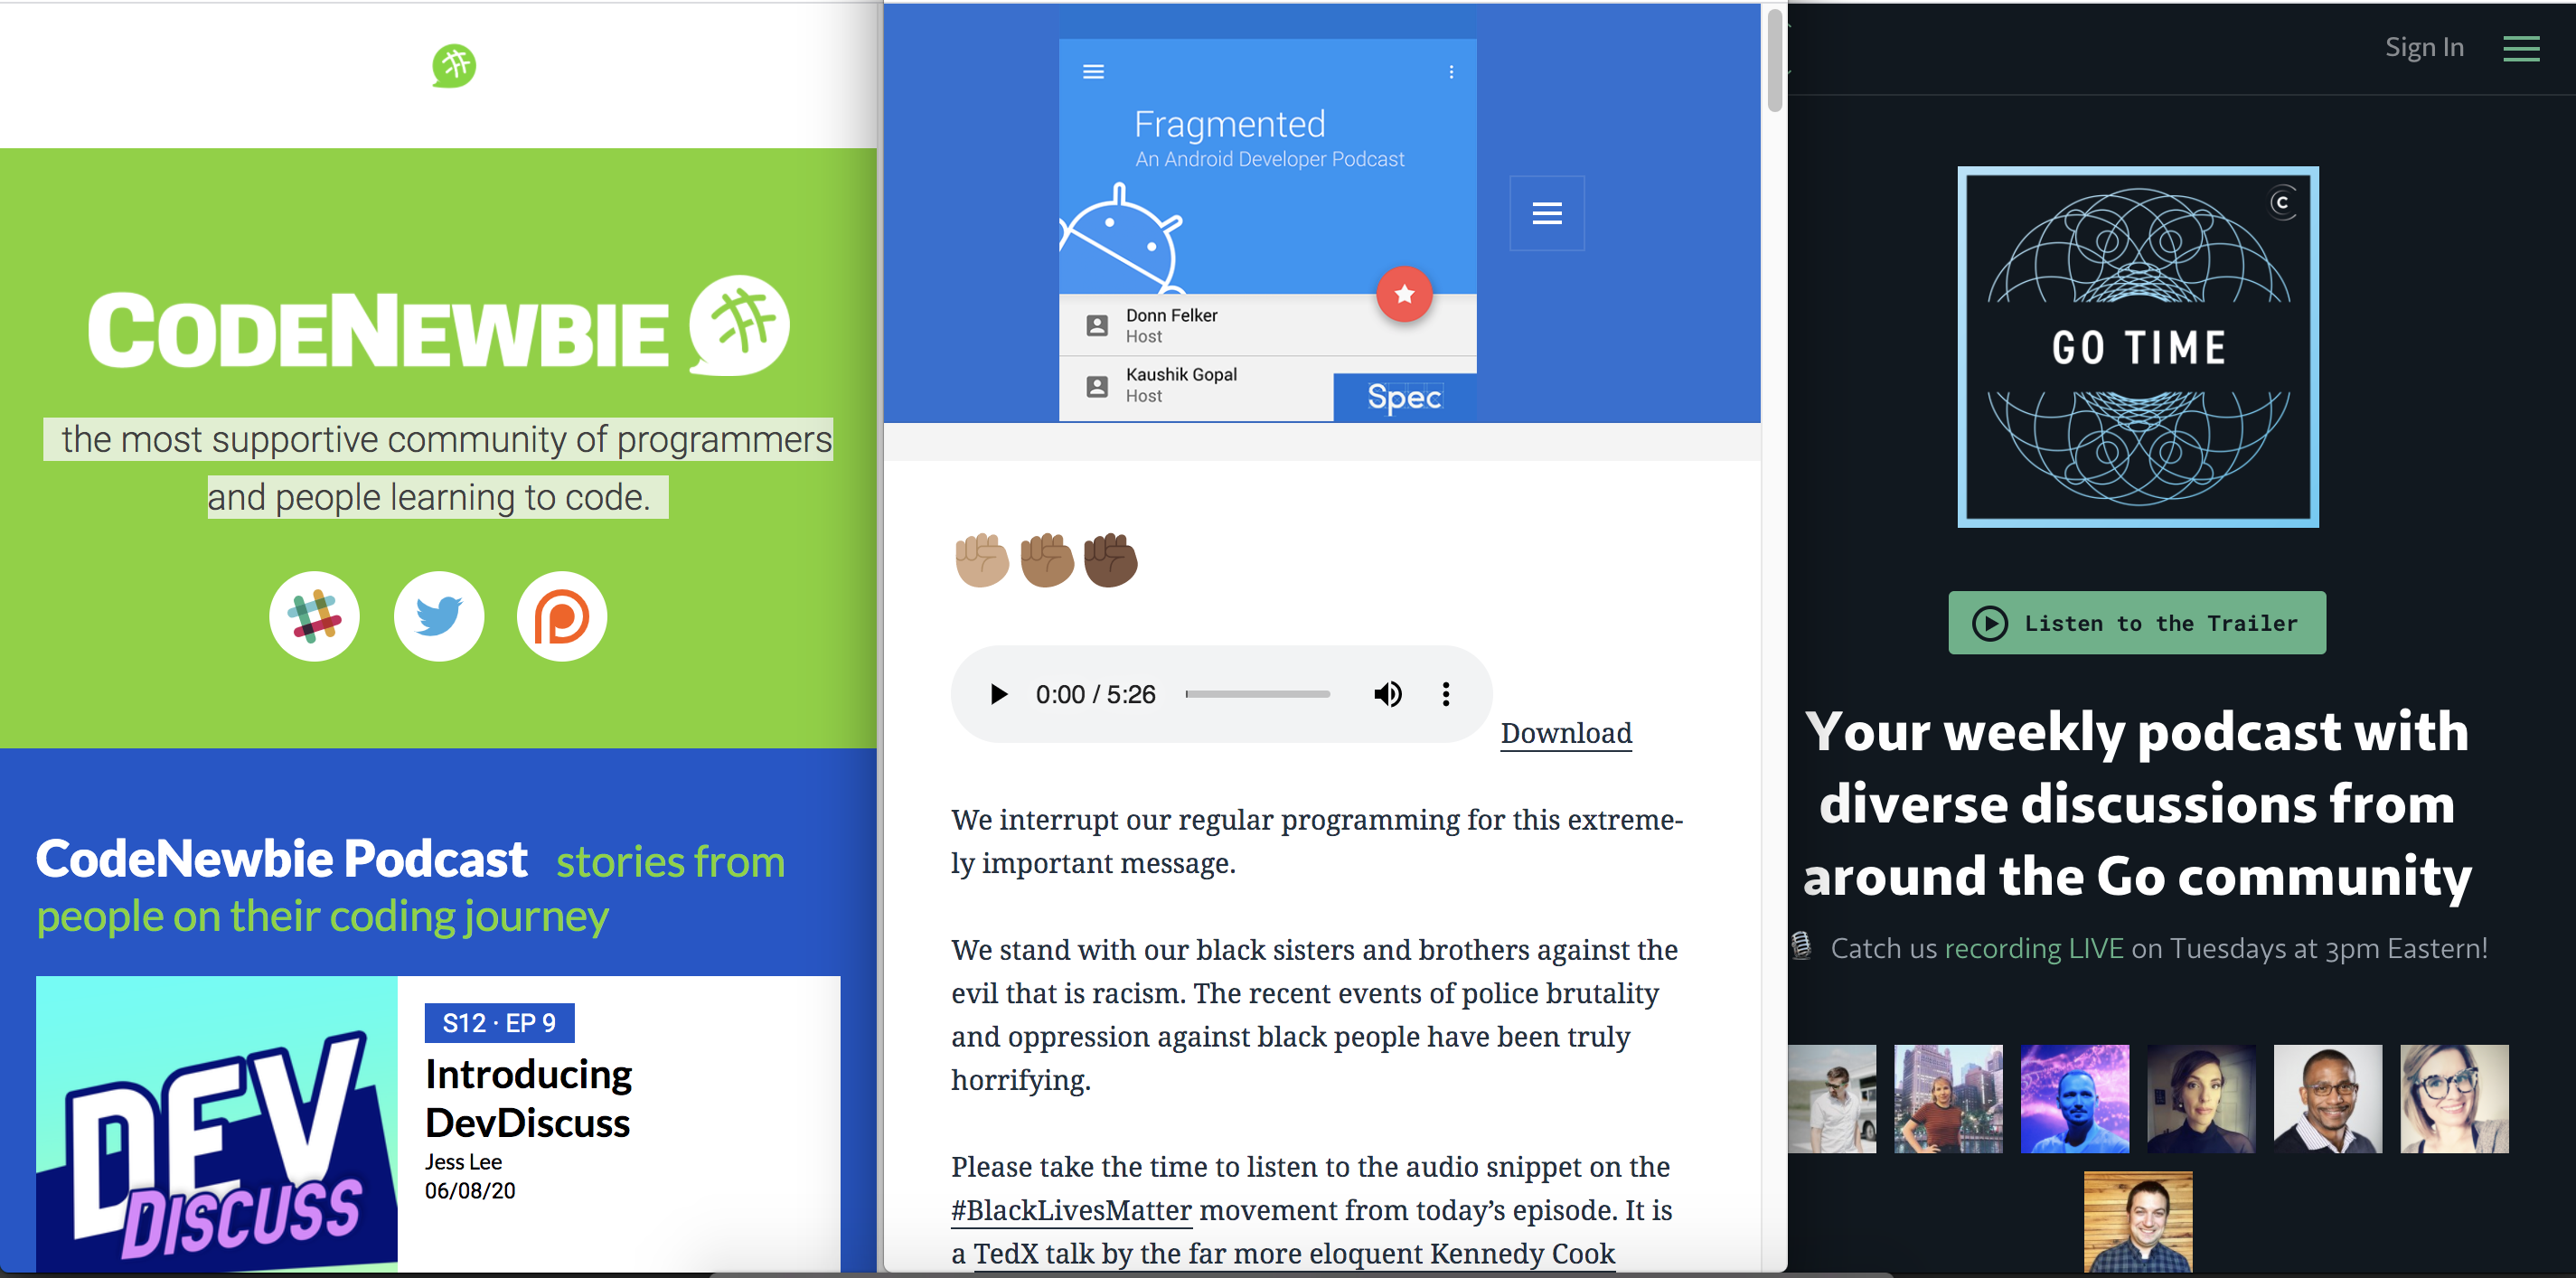 CODENEWBIE
the most supportive community of programmers
and people learning to code.
CodeNewbie Podcast stories from
people on their coding journey
DEV
DISCUSS
S12 · EP 9
Introducing
DevDiscuss
Jess Lee
06/08/20
Fragmented
An Android Developer Podcast
Donn Felker
Host
Kaushik Gopal
Host
Spec
0:00 / 5:26
Download
We interrupt our regular programming for this extreme-
ly important message.
We stand with our black sisters and brothers against the
evil that is racism. The recent events of police brutality
and oppression against black people have been truly
horrifying.
Please take the time to listen to the audio snippet on the
#BlackLivesMatter movement from today’s episode. It is
a TedX talk by the far more eloquent Kennedy Cook
Sign In
C
GO TIME
Listen to the Trailer
Your weekly podcast with
diverse discussions from
around the Go community
Catch us recording LIVE on Tuesdays at 3pm Eastern!